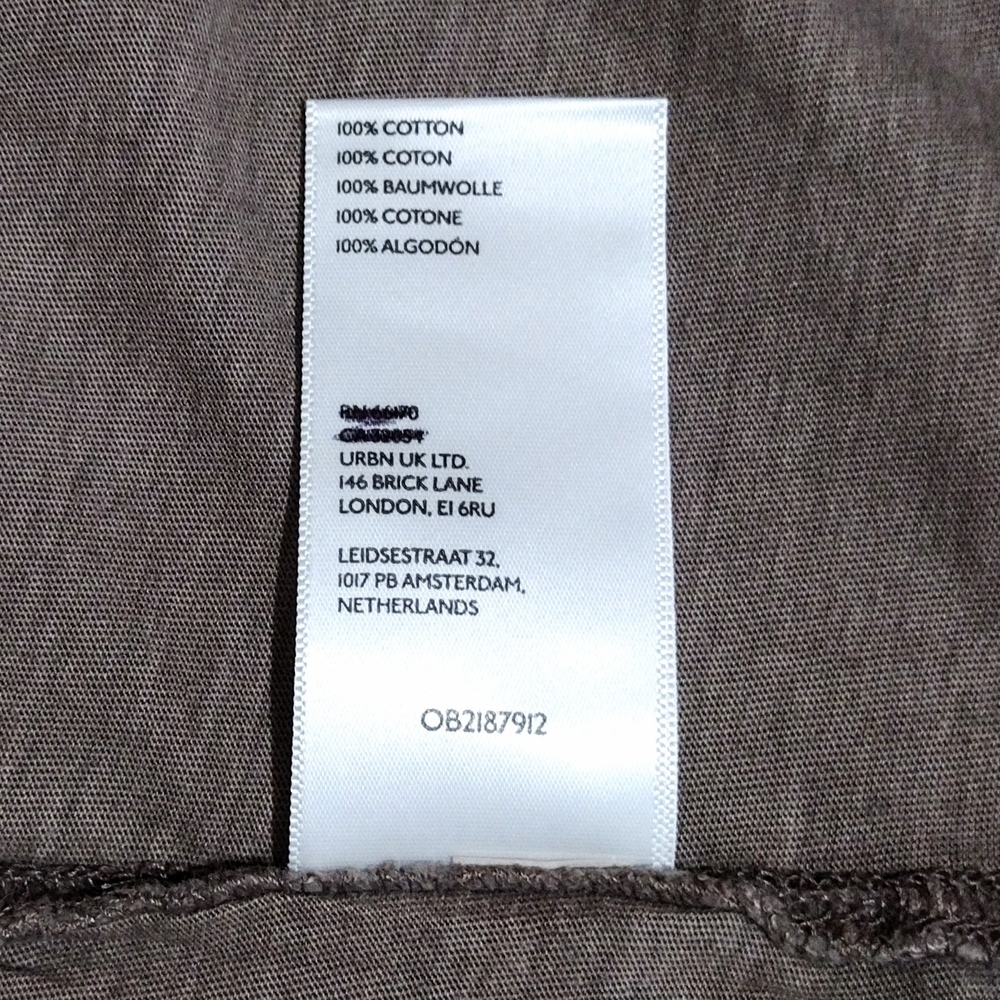 100% COTTON
100% COTON
100% BAUMWOLLE
100% COTONE
100% ALGODÓN
URBN UK LTD.
146 BRICK LANE
LONDON, E1 6RU
LEIDSESTRAAT 32,
1017 PB AMSTERDAM,
NETHERLANDS
OB2187912